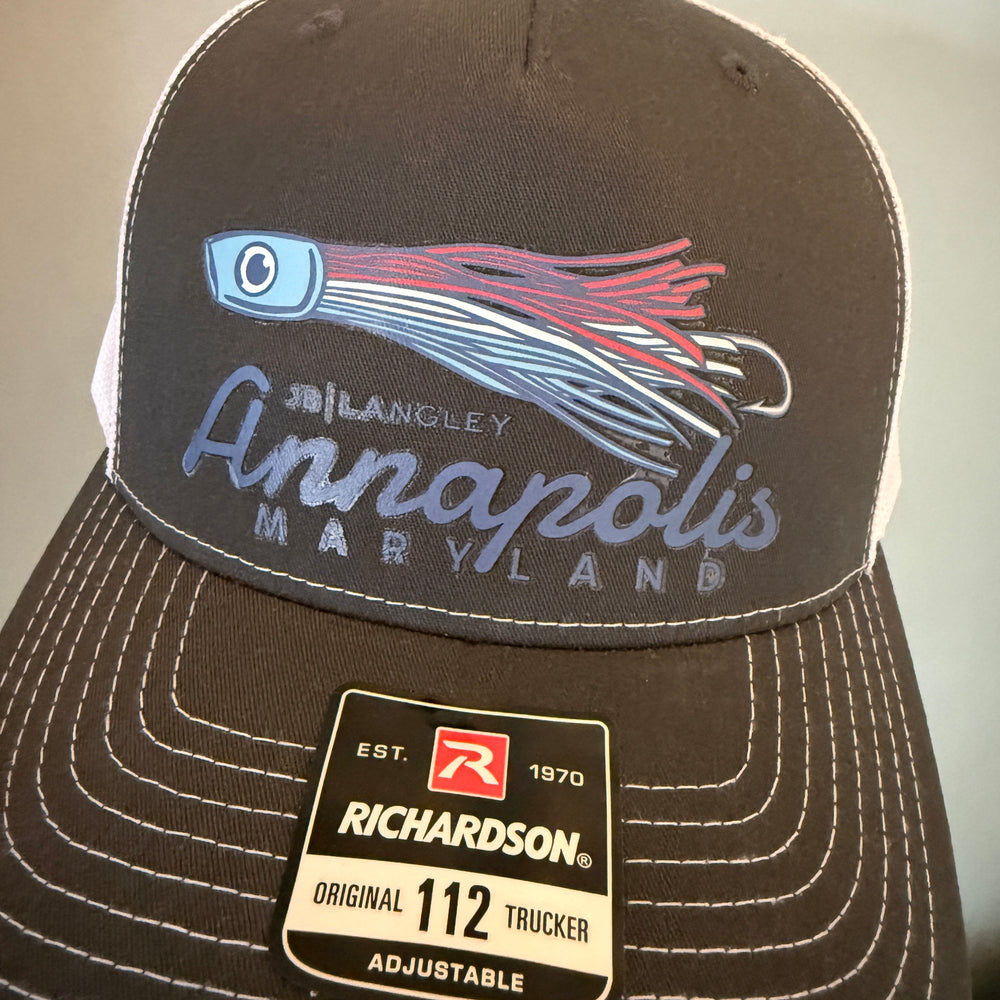 JB|LANGLEY
Annapolis
MARYLAND
EST. R 1970
RICHARDSON®
ORIGINAL 112 TRUCKER
ADJUSTABLE